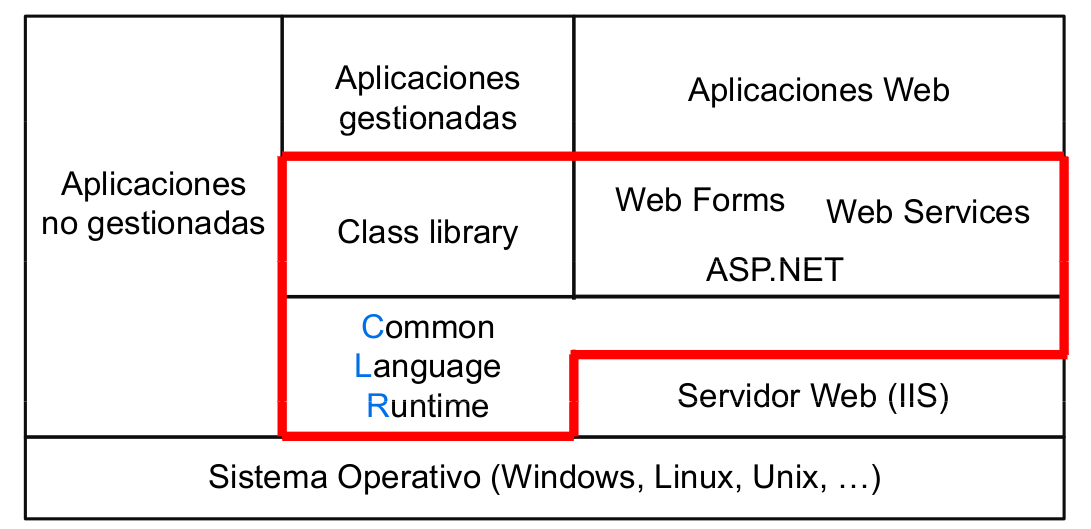 Aplicaciones
no gestionadas
Aplicaciones
gestionadas
Aplicaciones Web
Class library
Web Forms
Web Services
ASP.NET
Common
Language
Runtime
Servidor Web (IIS)
Sistema Operativo (Windows, Linux, Unix, …)